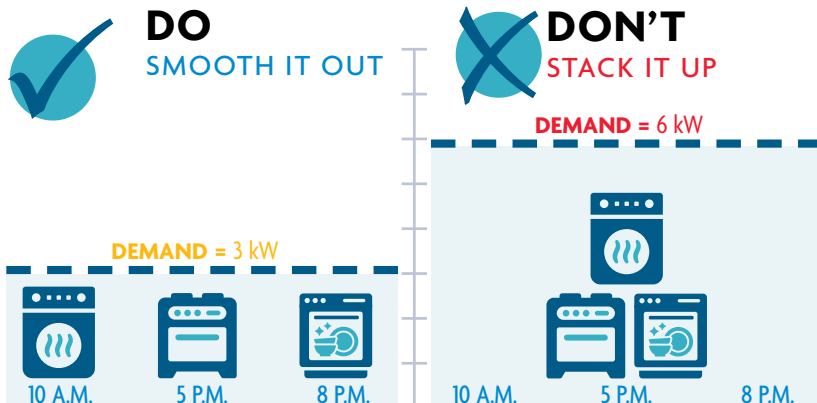 DO
SMOOTH IT OUT
DEMAND = 3 kW
10 A.M. 5 P.M. 8 P.M.
DON'T
STACK IT UP
DEMAND = 6 kW
10 A.M. 5 P.M. 8 P.M.